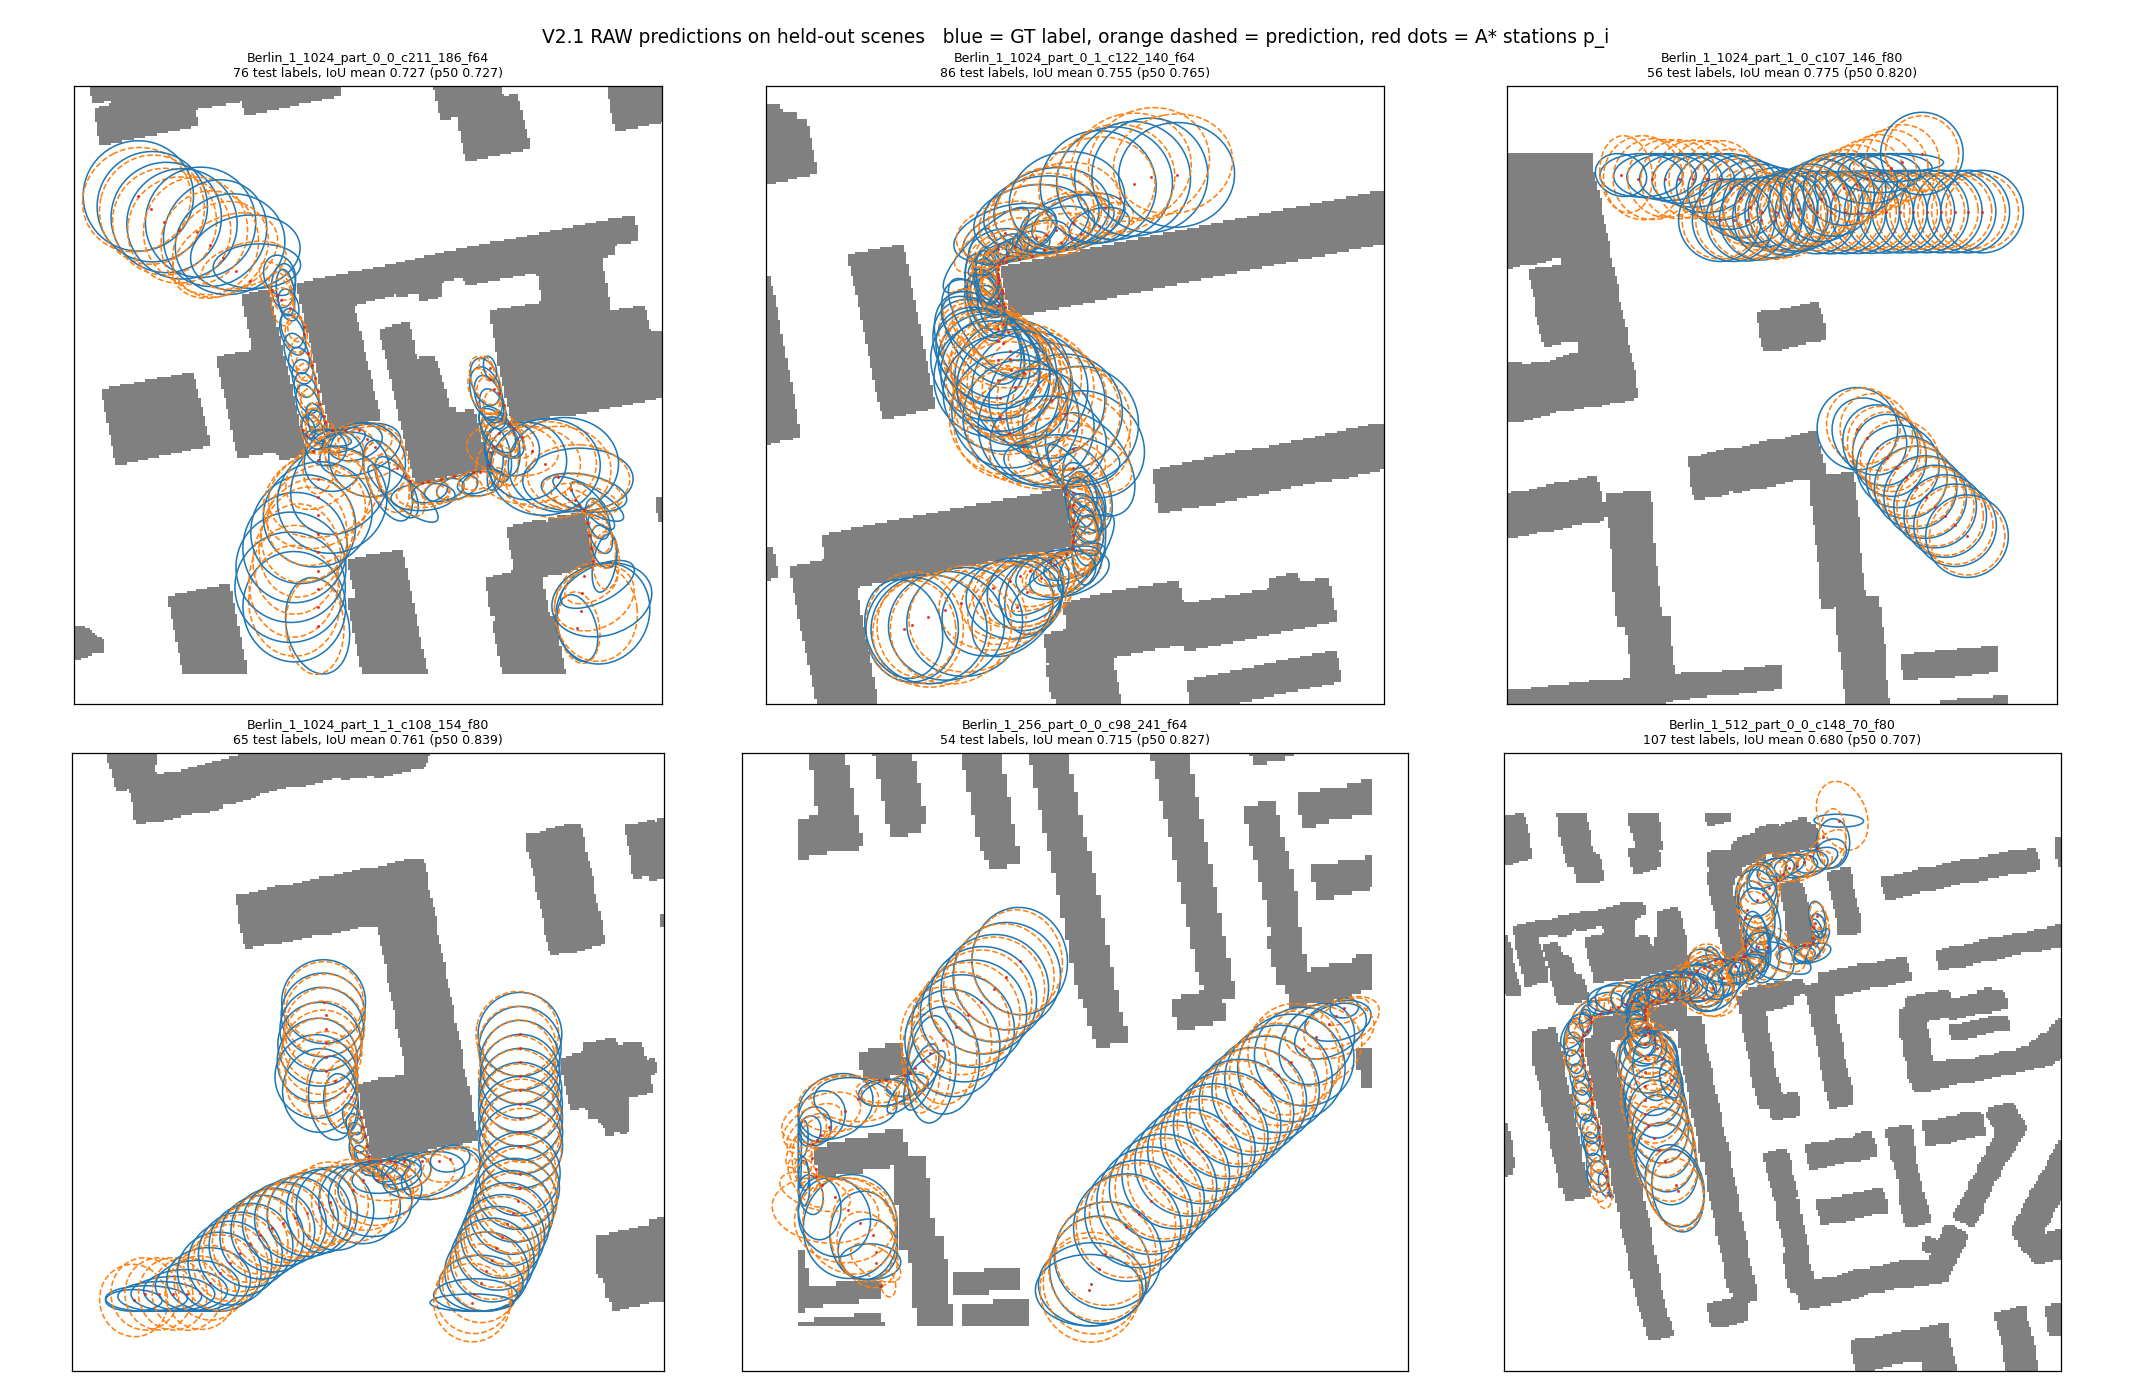 V2.1 RAW predictions on held-out scenes   blue = GT label, orange dashed = prediction, red dots = A* stations p_i
Berlin_1_1024_part_0_0_c211_186_f64
76 test labels, IoU mean 0.727 (p50 0.727)
Berlin_1_1024_part_0_1_c122_140_f64
86 test labels, IoU mean 0.755 (p50 0.765)
Berlin_1_1024_part_1_0_c107_146_f80
56 test labels, IoU mean 0.775 (p50 0.820)
Berlin_1_1024_part_1_1_c108_154_f80
65 test labels, IoU mean 0.761 (p50 0.839)
Berlin_1_256_part_0_0_c98_241_f64
54 test labels, IoU mean 0.715 (p50 0.827)
Berlin_1_512_part_0_0_c148_70_f80
107 test labels, IoU mean 0.680 (p50 0.707)